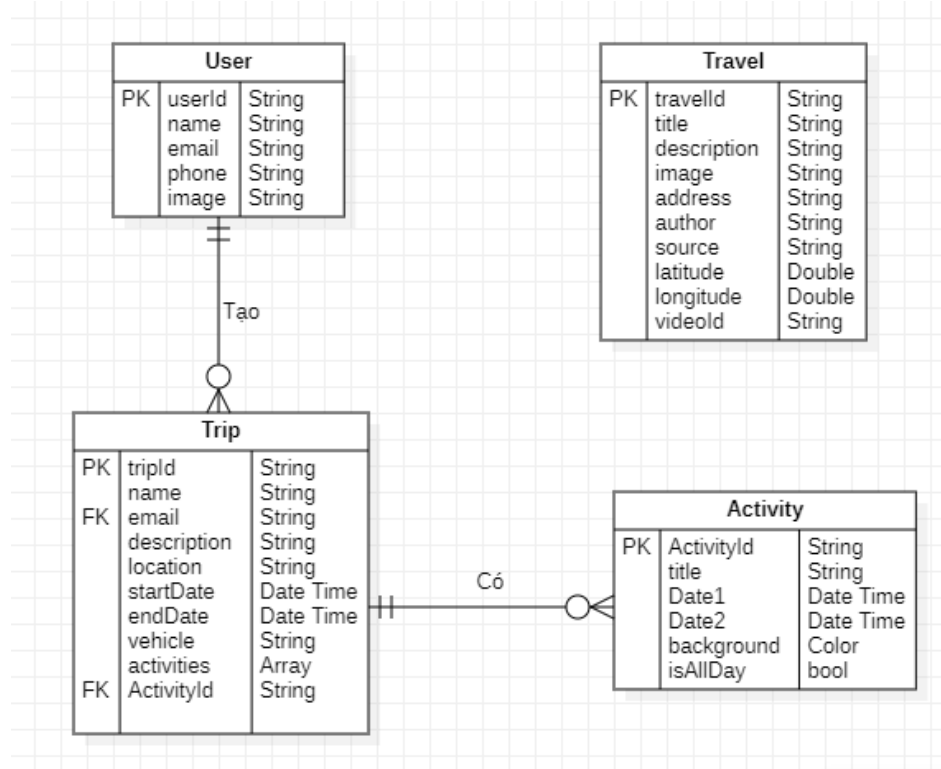 User
PK userId String
name String
email String
phone String
image String
Travel
PK travelId String
title String
description String
image String
address String
author String
source String
latitude Double
longitude Double
videoId String
Tạo
Trip
PK tripId String
name String
FK email String
description String
location String
startDate Date Time
endDate Date Time
vehicle String
activities Array
FK ActivityId String
Có
Activity
PK ActivityId String
title String
Date1 Date Time
Date2 Date Time
background Color
isAllDay bool